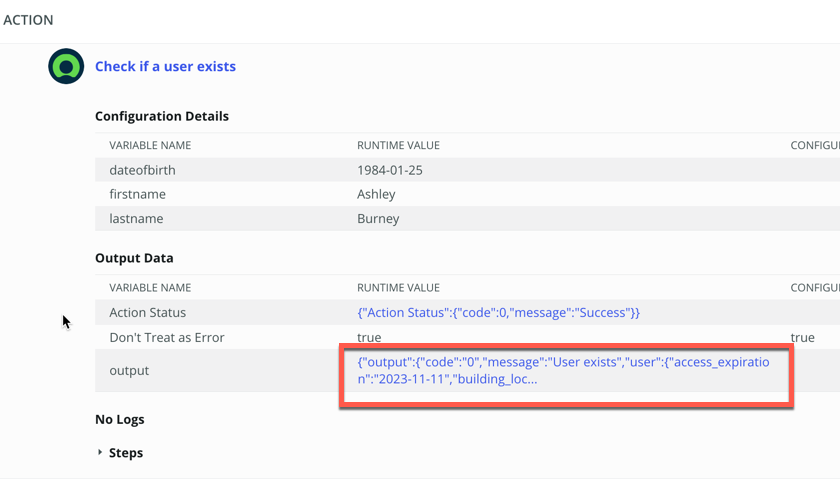 ACTION
Check if a user exists
Configuration Details
VARIABLE NAME RUNTIME VALUE CONFIGU
dateofbirth 1984-01-25
firstname Ashley
lastname Burney
Output Data
VARIABLE NAME RUNTIME VALUE CONFIGU
Action Status {"Action Status":{"code":0,"message":"Success"}}
Don't Treat as Error true true
output {"output":{"code":"0","message":"User exists","user":{"access_expiratio
n":"2023-11-11","building_loc...
No Logs
Steps